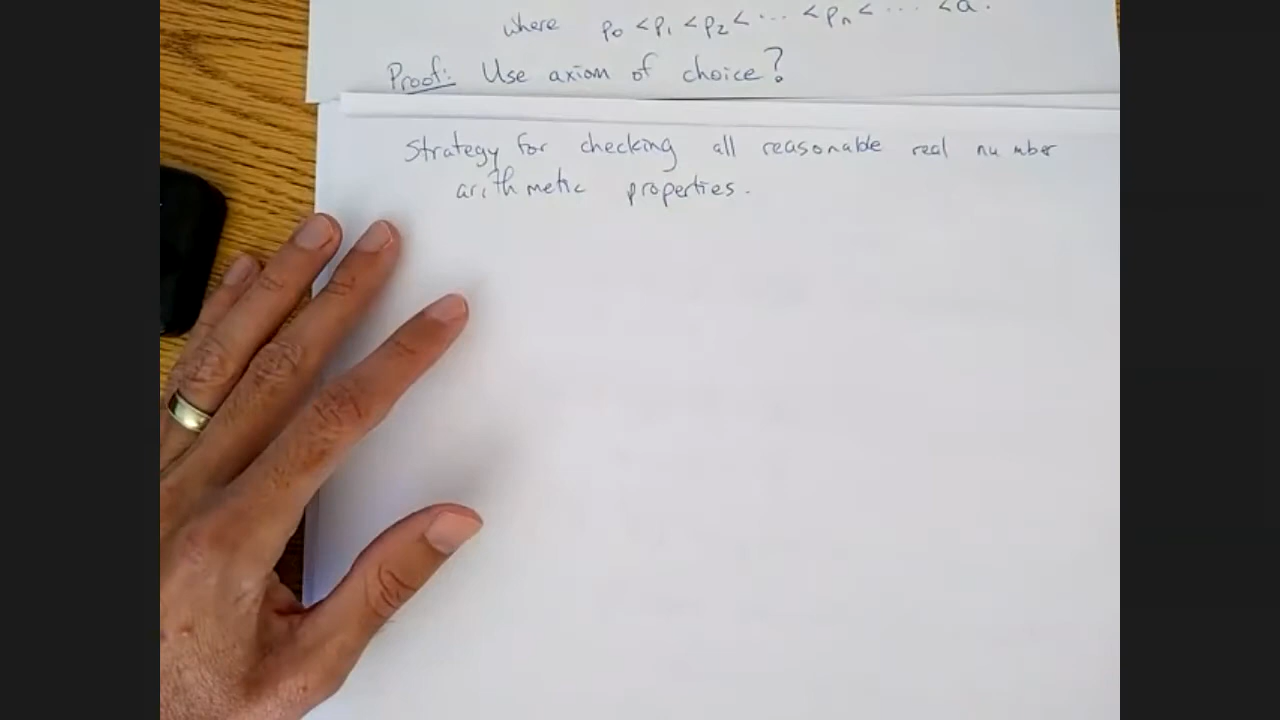 where p₀ < p₁ < p₂ < ... < pₙ < ... < a.
Proof: Use axiom of choice?
Strategy for checking all reasonable real number
arithmetic properties.